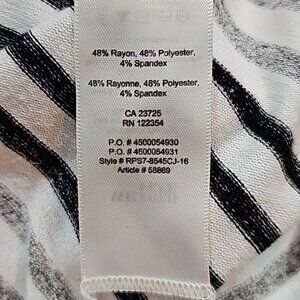 48% Rayon, 48% Polyester,
4% Spandex
48% Rayonne, 48% Polyester,
4% Spandex
CA 23725
RN 122354
P.O. # 4500054930
P.O. # 4500054931
Style # RPS7-8545CJ-16
Article # 58869